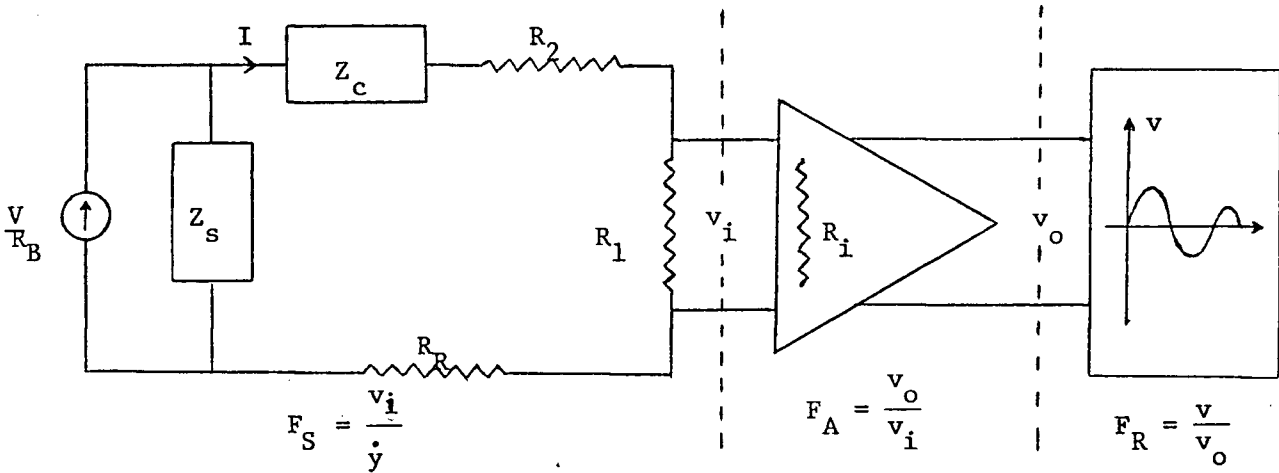 I
Z_c
R_2
V/R_B
Z_s
R_1
v_i
R_i
v_o
v
R_R
F_S = v_i/ẏ
F_A = v_o/v_i
F_R = v/v_o